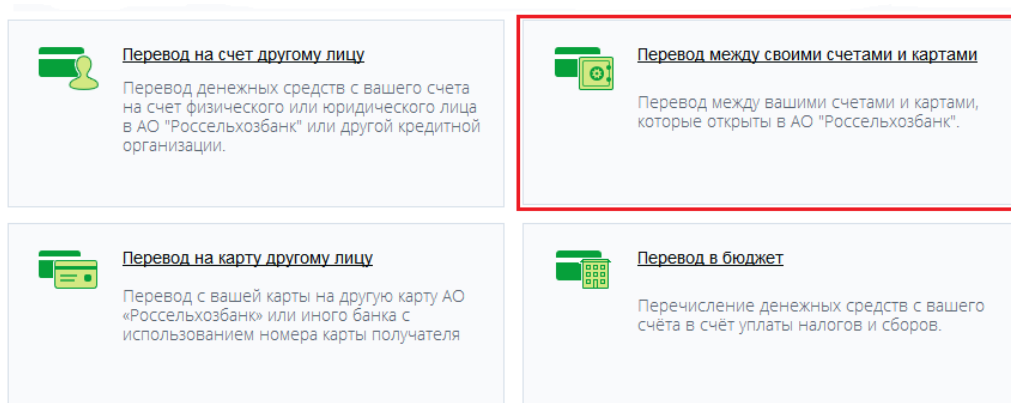 Перевод на счет другому лицу
Перевод денежных средств с вашего счета
на счет физического или юридического лица
в АО "Россельхозбанк" или другой кредитной
организации.
Перевод между своими счетами и картами
Перевод между вашими счетами и картами,
которые открыты в АО "Россельхозбанк".
Перевод на карту другому лицу
Перевод с вашей карты на другую карту АО
«Россельхозбанк» или иного банка с
использованием номера карты получателя
Перевод в бюджет
Перечисление денежных средств с вашего
счёта в счёт уплаты налогов и сборов.